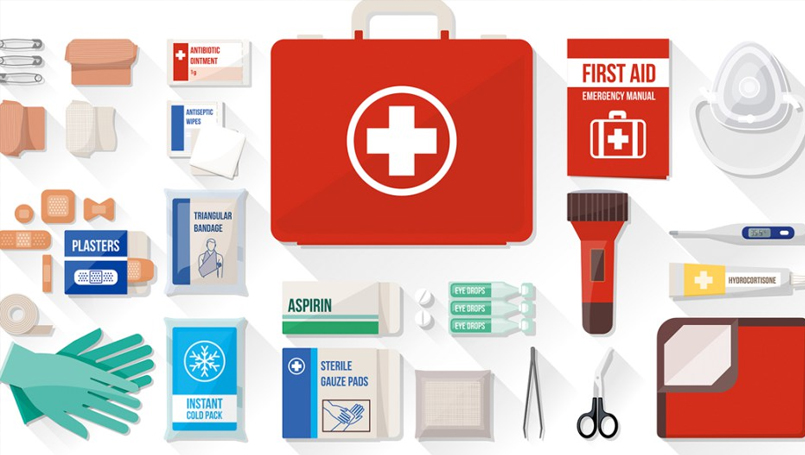 ANTIBIOTIC
OINTMENT
1g
ANTISEPTIC
WIPES
PLASTERS
TRIANGULAR
BANDAGE
INSTANT
COLD PACK
ASPIRIN
EYE DROPS
EYE DROPS
EYE DROPS
STERILE
GAUZE PADS
FIRST AID
EMERGENCY MANUAL
HYDROCORTISONE